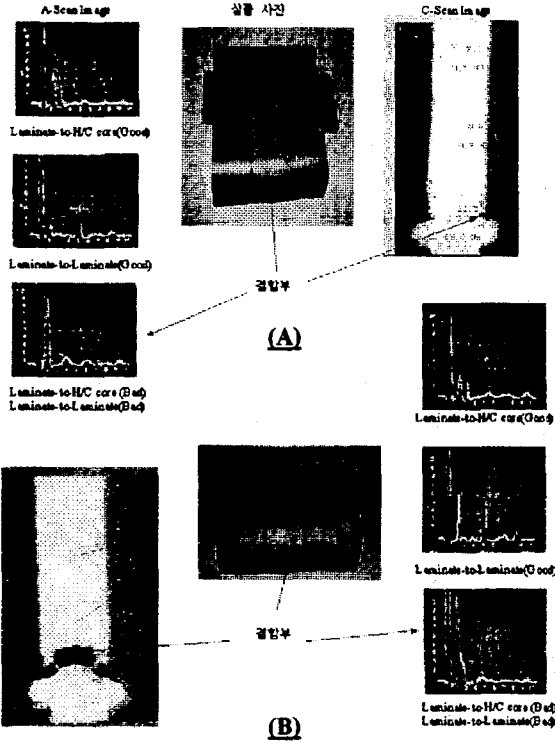 A-Scan Image
실물 사진
C-Scan Image
Laminate-to-H/C core(Good)
Laminate-to-Laminate(Good)
결함부
Laminate-to-H/C core (Bad)
Laminate-to-Laminate(Bad)
(A)
Laminate-to-H/C core(Good)
Laminate-to-Laminate(Good)
결함부
Laminate-to-H/C core (Bad)
Laminate-to-Laminate(Bad)
(B)